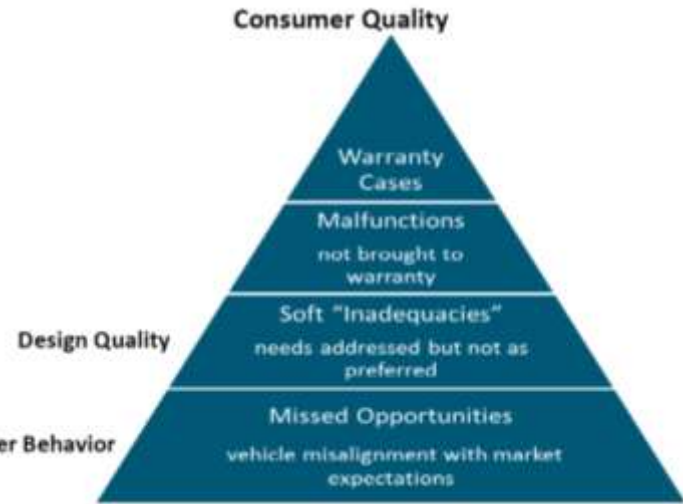 Consumer Quality
Warranty
Cases
Malfunctions
not brought to
warranty
Soft "Inadequacies"
needs addressed but not as
preferred
Design Quality
Missed Opportunities
vehicle misalignment with market
expectations
er Behavior